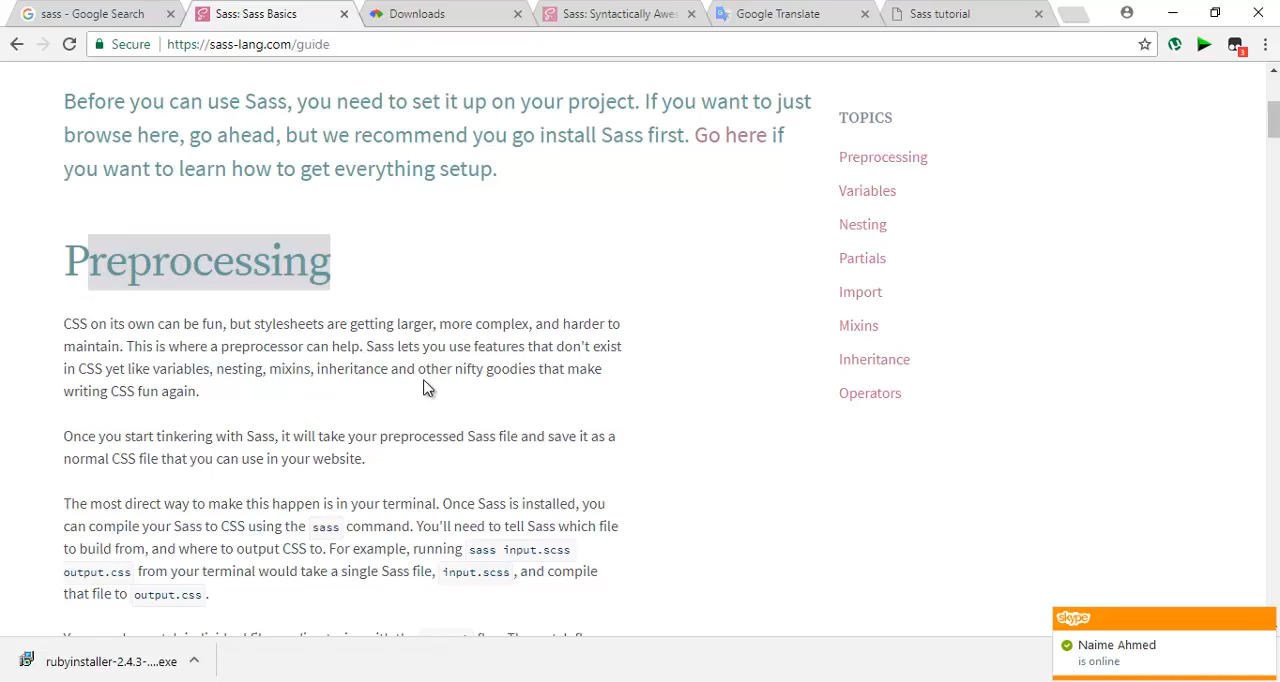 sass - Google Search
Sass: Sass Basics
Downloads
Sass: Syntactically Awes
Google Translate
Sass tutorial
Secure
https://sass-lang.com/guide
3
Before you can use Sass, you need to set it up on your project. If you want to just
browse here, go ahead, but we recommend you go install Sass first. Go here if
you want to learn how to get everything setup.
TOPICS
Preprocessing
Variables
Nesting
Partials
Import
Mixins
Inheritance
Operators
Preprocessing
CSS on its own can be fun, but stylesheets are getting larger, more complex, and harder to
maintain. This is where a preprocessor can help. Sass lets you use features that don't exist
in CSS yet like variables, nesting, mixins, inheritance and other nifty goodies that make
writing CSS fun again.
Once you start tinkering with Sass, it will take your preprocessed Sass file and save it as a
normal CSS file that you can use in your website.
The most direct way to make this happen is in your terminal. Once Sass is installed, you
can compile your Sass to CSS using the sass command. You'll need to tell Sass which file
to build from, and where to output CSS to. For example, running sass input.scss
output.css from your terminal would take a single Sass file, input.scss, and compile
that file to output.css.
rubyinstaller-2.4.3-....exe
skype
Naime Ahmed
is online